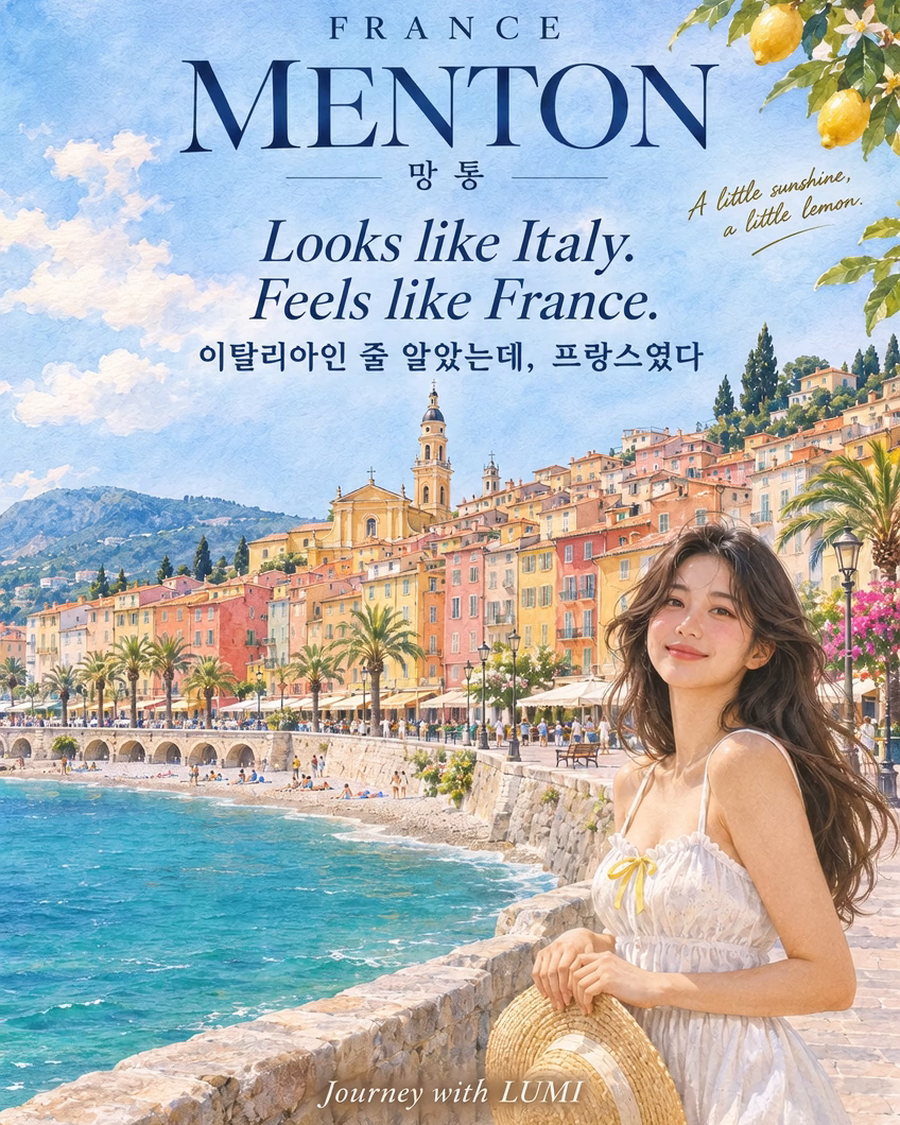 FRANCE
MENTON
망통
A little sunshine,
a little lemon.
Looks like Italy.
Feels like France.
이탈리아인 줄 알았는데, 프랑스였다
Journey with LUMI